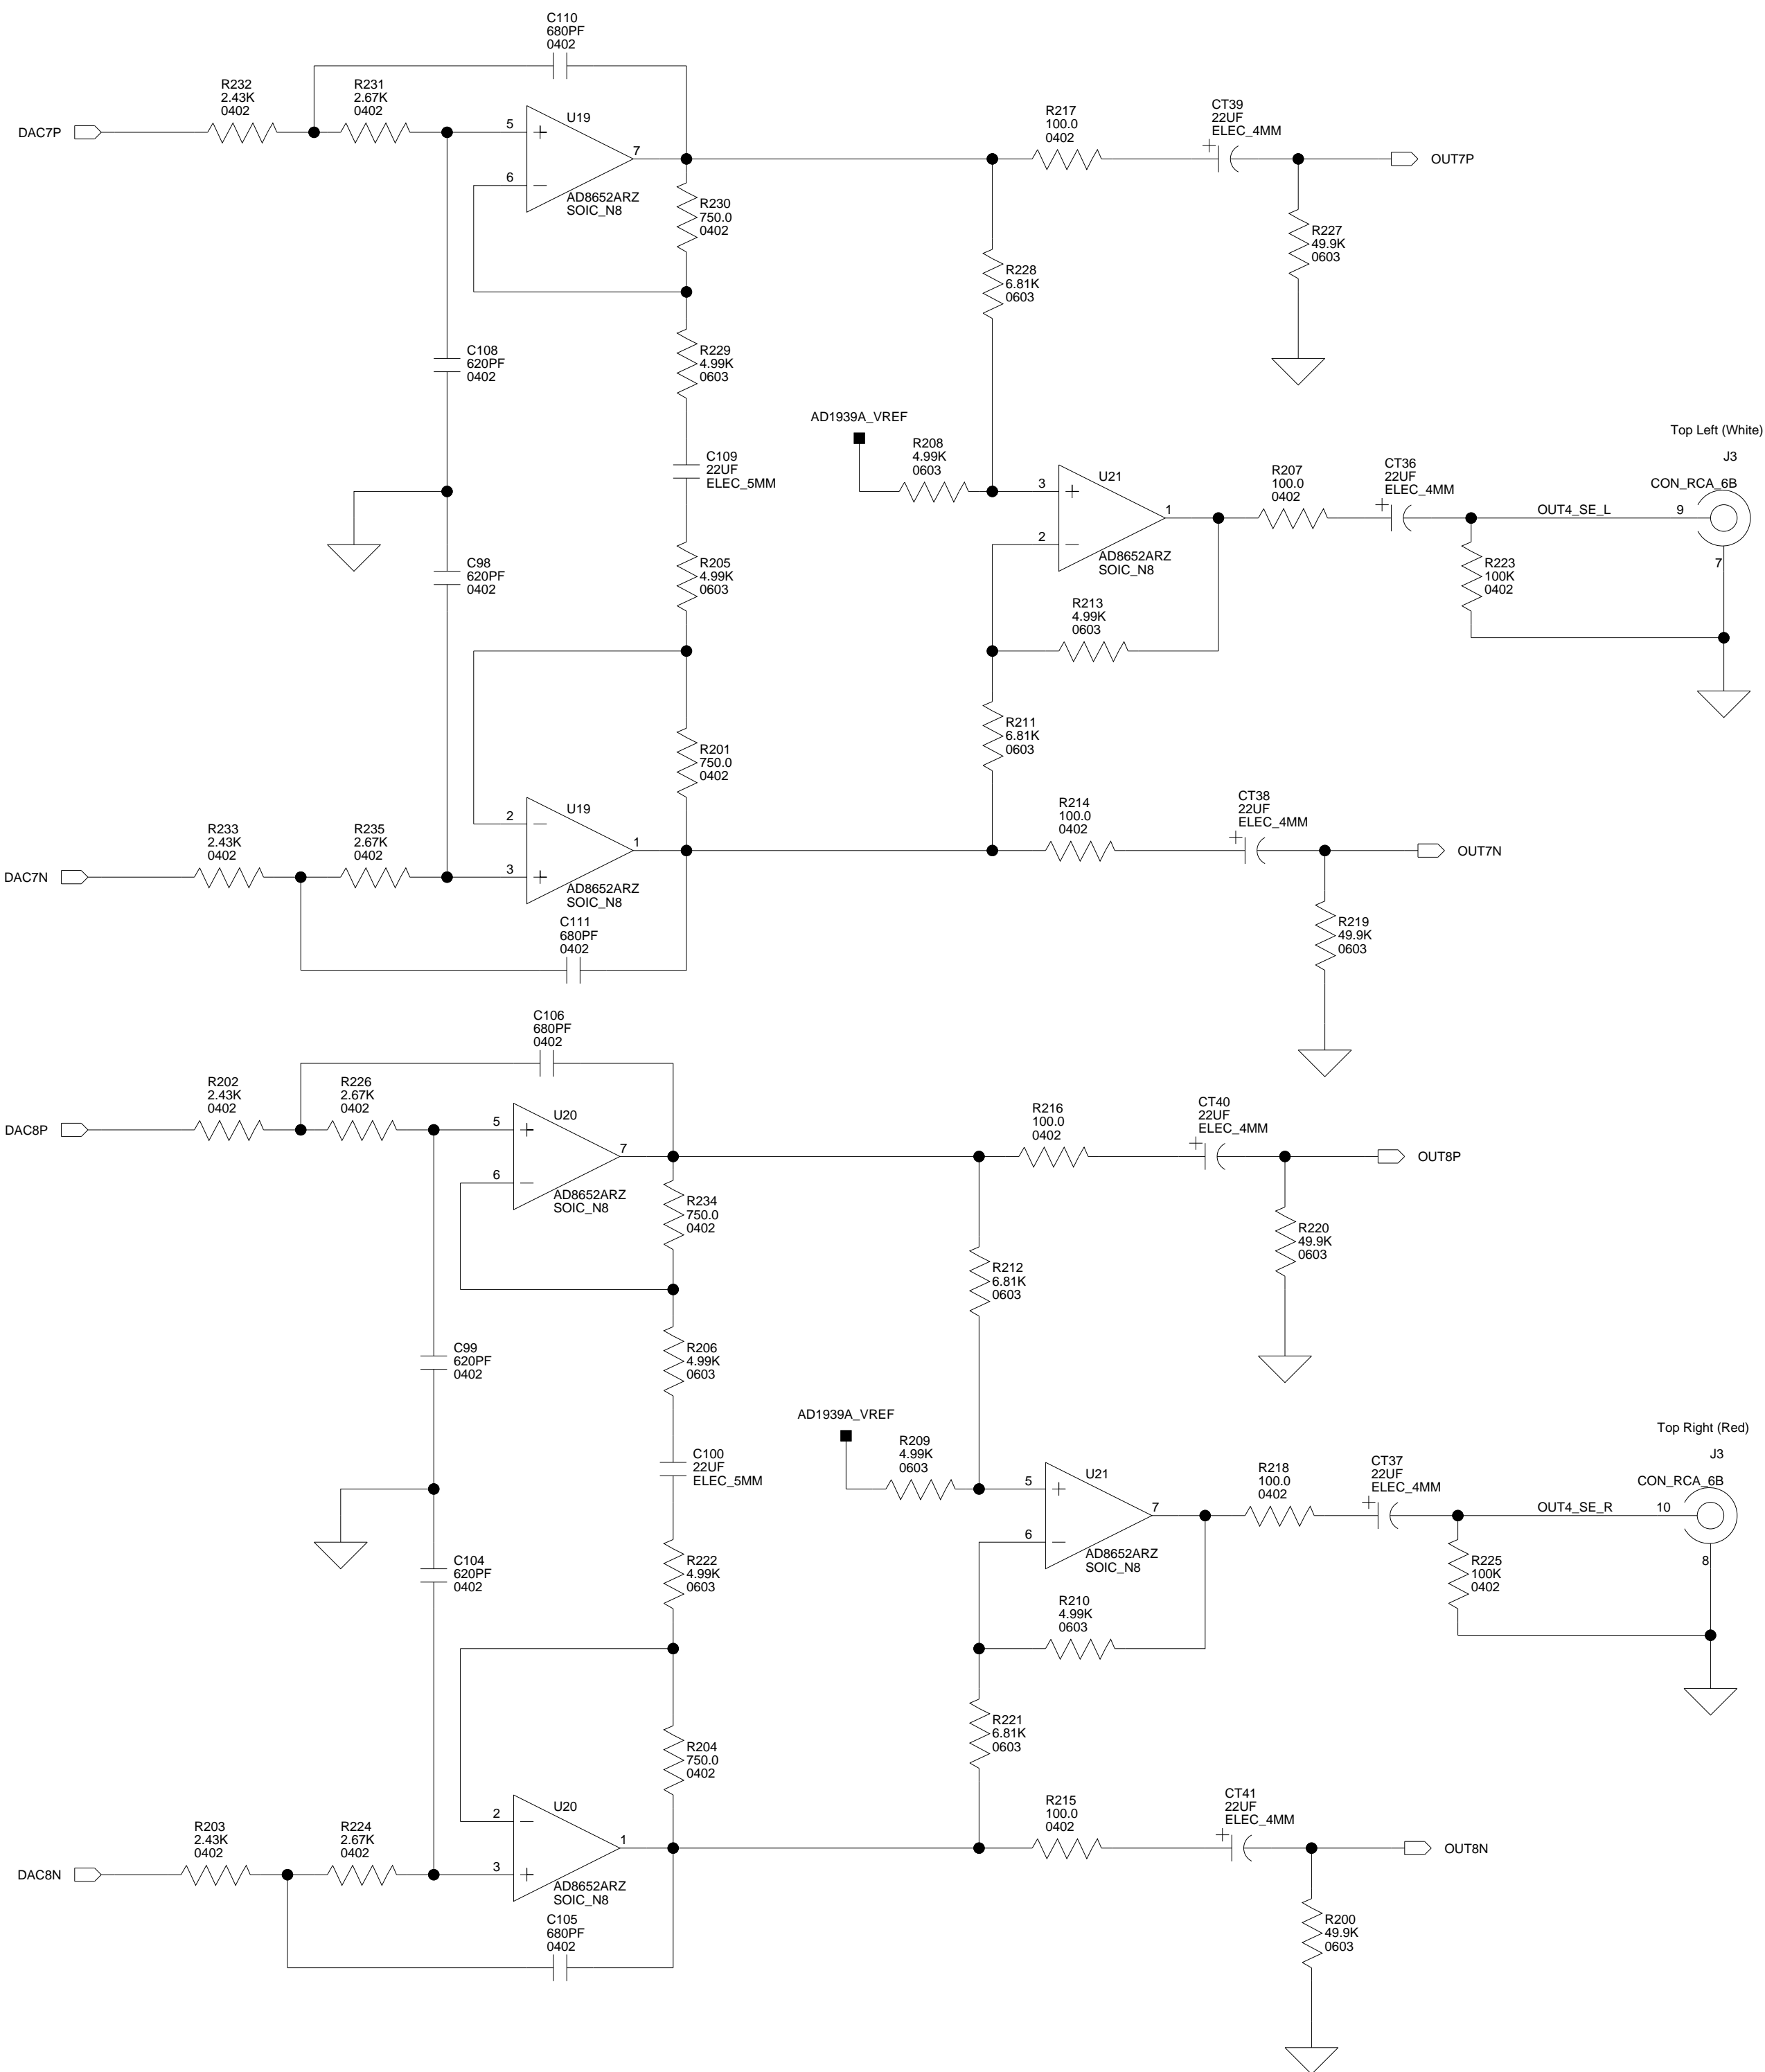 C110
680PF
0402
R232
2.43K
0402
R231
2.67K
0402
DAC7P
5
U19
7
6
AD8652ARZ
SOIC_N8
R230
750.0
0402
R217
100.0
0402
CT39
22UF
ELEC_4MM
+
OUT7P
R227
49.9K
0603
R228
6.81K
0603
C108
620PF
0402
R229
4.99K
0603
AD1939A_VREF
R208
4.99K
0603
C109
22UF
ELEC_5MM
3
U21
1
2
AD8652ARZ
SOIC_N8
R207
100.0
0402
CT36
22UF
ELEC_4MM
+
Top Left (White)
J3
CON_RCA_6B
OUT4_SE_L
9
7
R223
100K
0402
C98
620PF
0402
R205
4.99K
0603
R213
4.99K
0603
R211
6.81K
0603
R201
750.0
0402
R233
2.43K
0402
R235
2.67K
0402
DAC7N
2
U19
1
3
AD8652ARZ
SOIC_N8
C111
680PF
0402
R214
100.0
0402
CT38
22UF
ELEC_4MM
+
OUT7N
R219
49.9K
0603
C106
680PF
0402
R202
2.43K
0402
R226
2.67K
0402
DAC8P
5
U20
7
6
AD8652ARZ
SOIC_N8
R234
750.0
0402
R216
100.0
0402
CT40
22UF
ELEC_4MM
+
OUT8P
R220
49.9K
0603
R212
6.81K
0603
C99
620PF
0402
R206
4.99K
0603
AD1939A_VREF
R209
4.99K
0603
C100
22UF
ELEC_5MM
5
U21
7
6
AD8652ARZ
SOIC_N8
R218
100.0
0402
CT37
22UF
ELEC_4MM
+
Top Right (Red)
J3
CON_RCA_6B
OUT4_SE_R
10
8
R225
100K
0402
C104
620PF
0402
R222
4.99K
0603
R210
4.99K
0603
R221
6.81K
0603
R204
750.0
0402
R203
2.43K
0402
R224
2.67K
0402
DAC8N
2
U20
1
3
AD8652ARZ
SOIC_N8
C105
680PF
0402
R215
100.0
0402
CT41
22UF
ELEC_4MM
+
OUT8N
R200
49.9K
0603